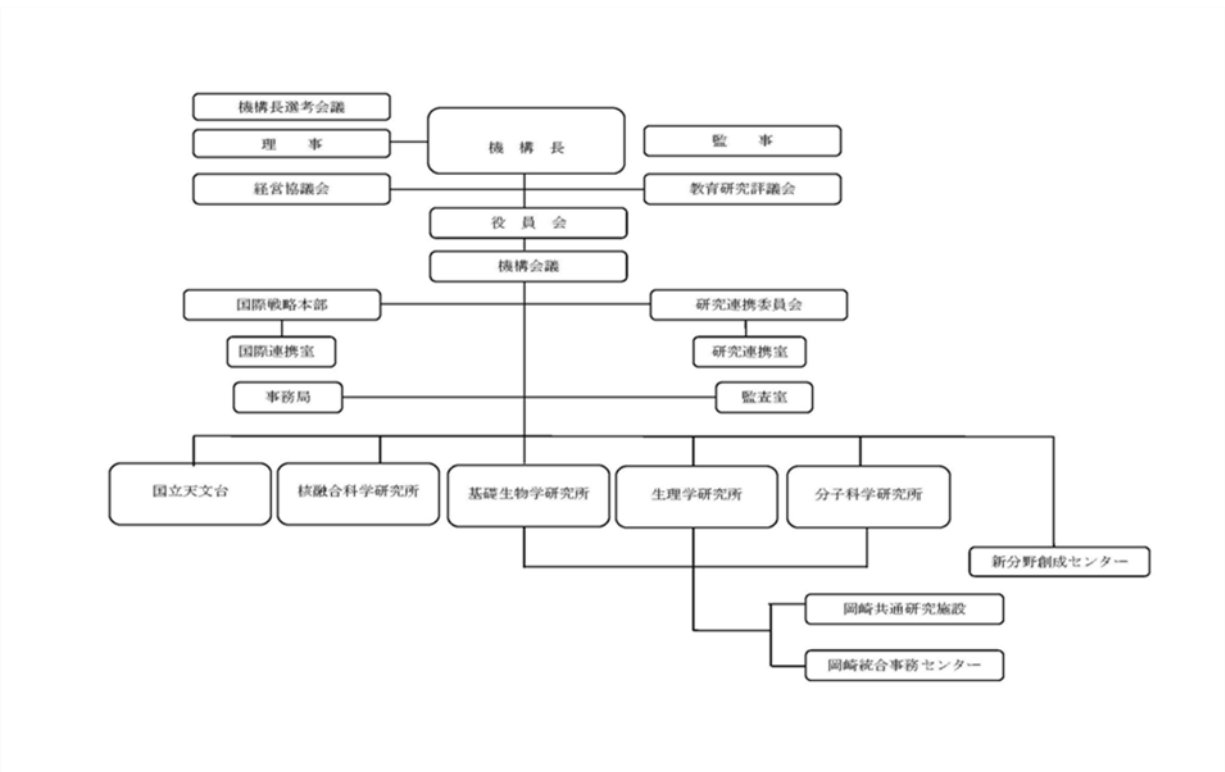 機構長選考会議
理　　事
機　構　長
監　　事
経営協議会
教育研究評議会
役　員　会
機構会議
国際戦略本部
研究連携委員会
国際連携室
研究連携室
事務局
監査室
国立天文台
核融合科学研究所
基礎生物学研究所
生理学研究所
分子科学研究所
新分野創成センター
岡崎共通研究施設
岡崎統合事務センター